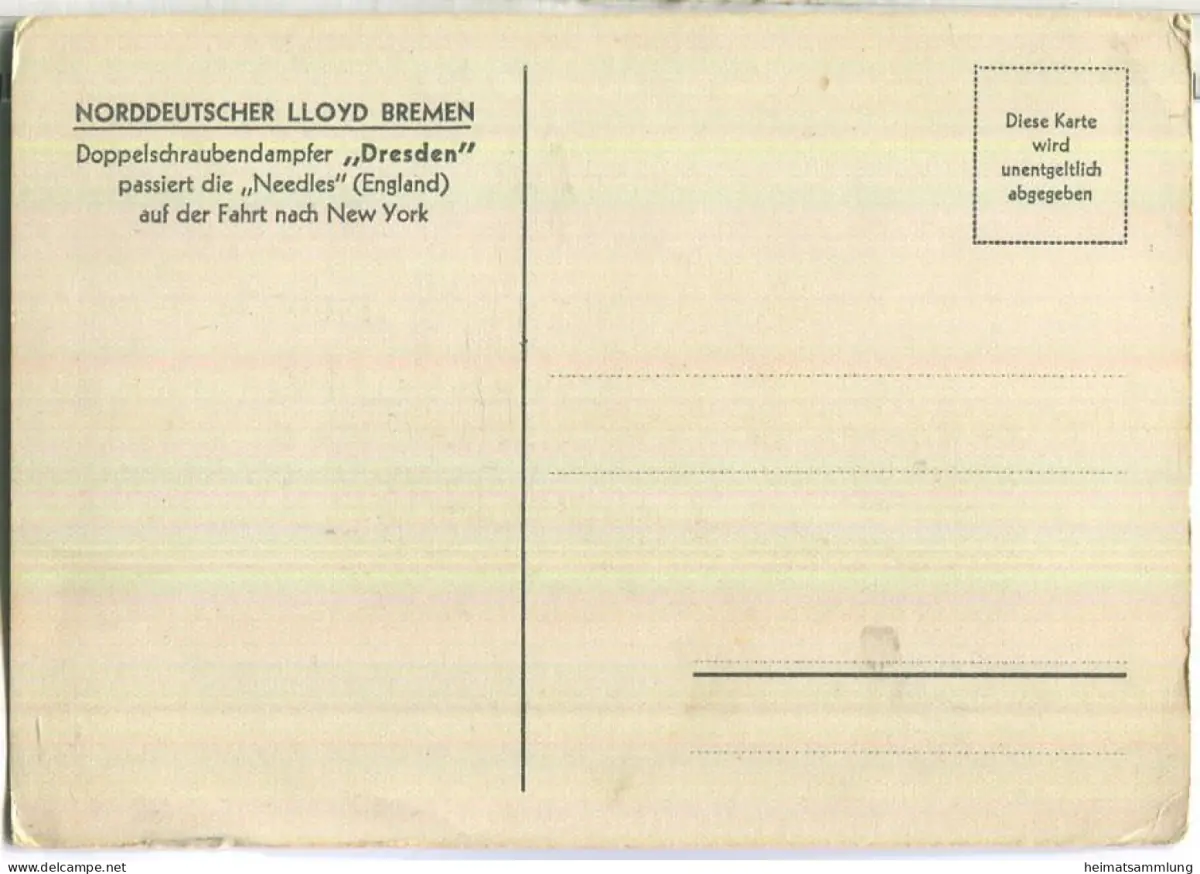 NORDDEUTSCHER LLOYD BREMEN
Doppelschraubendampfer „Dresden"
passiert die „Needles" (England)
auf der Fahrt nach New York
Diese Karte
wird
unentgeltlich
abgegeben
www.delcampe.net
heimatsammlung